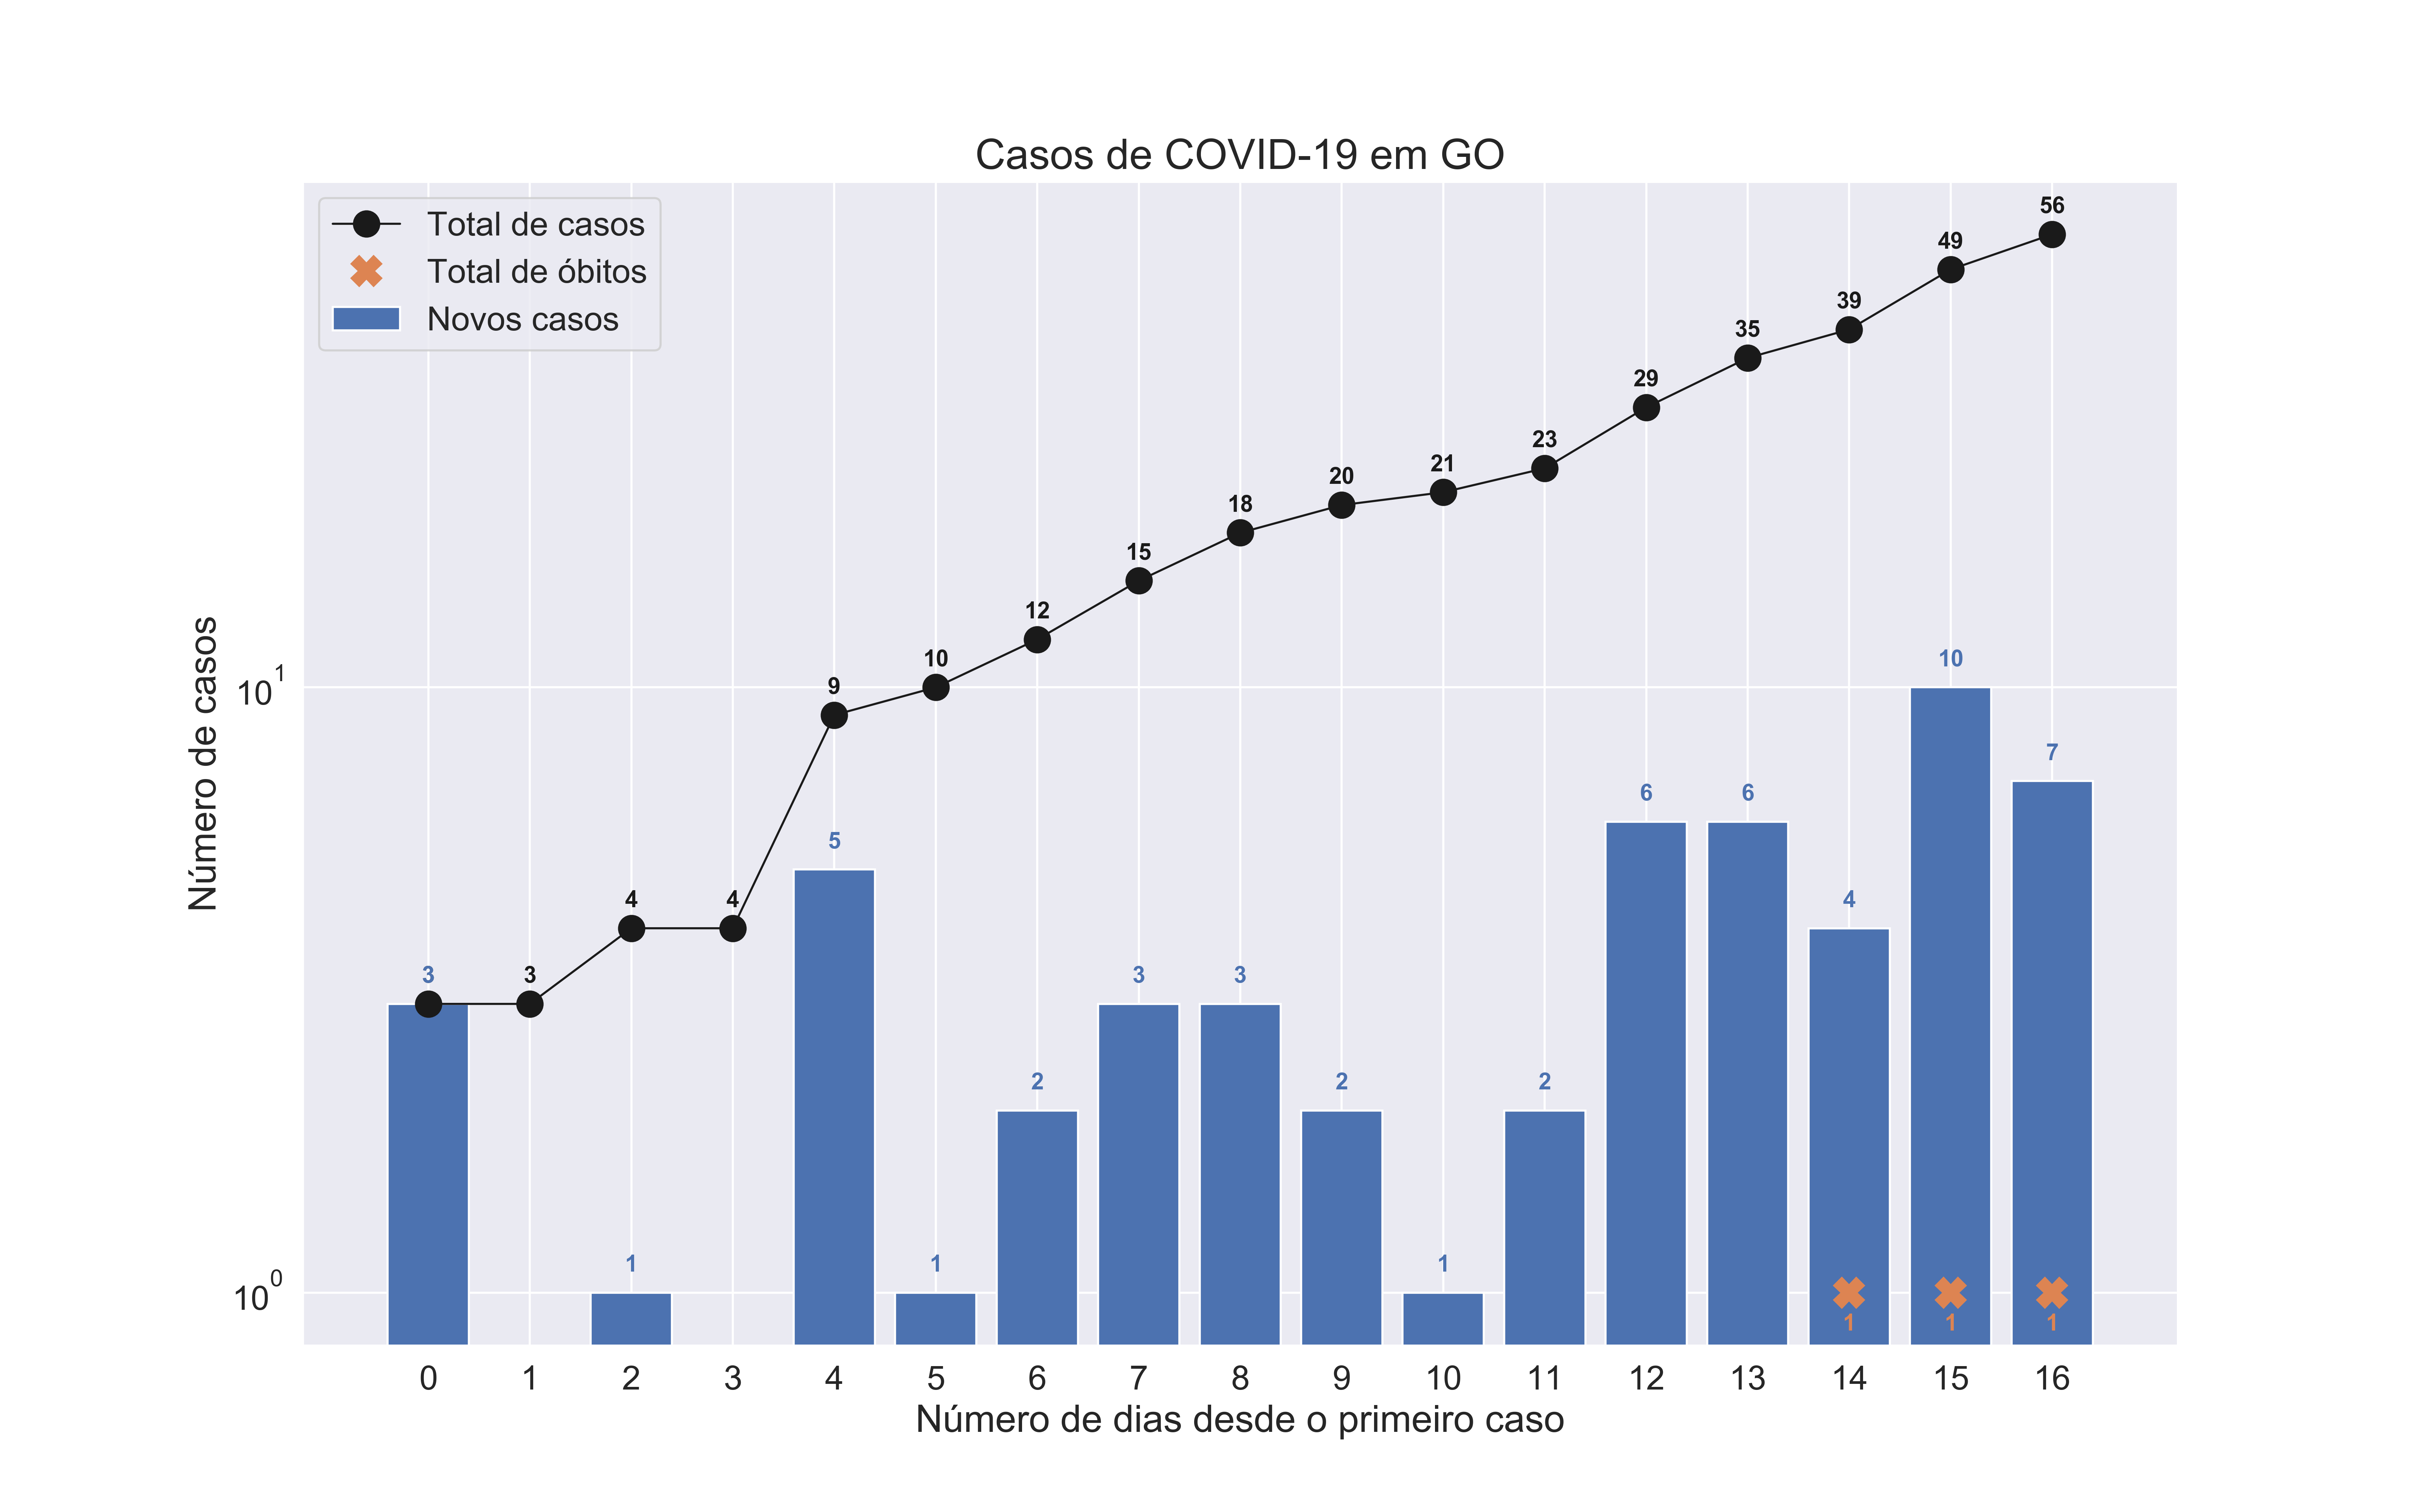 Casos de COVID-19 em GO
Total de casos
Total de óbitos
Novos casos
Número de casos
10^1
10^0
3 3 4 4 9 10 12 15 18 20 21 23 29 35 39 49 56
3 1 5 1 2 3 3 2 1 2 6 6 4 10 7
1 1 1
0 1 2 3 4 5 6 7 8 9 10 11 12 13 14 15 16
Número de dias desde o primeiro caso